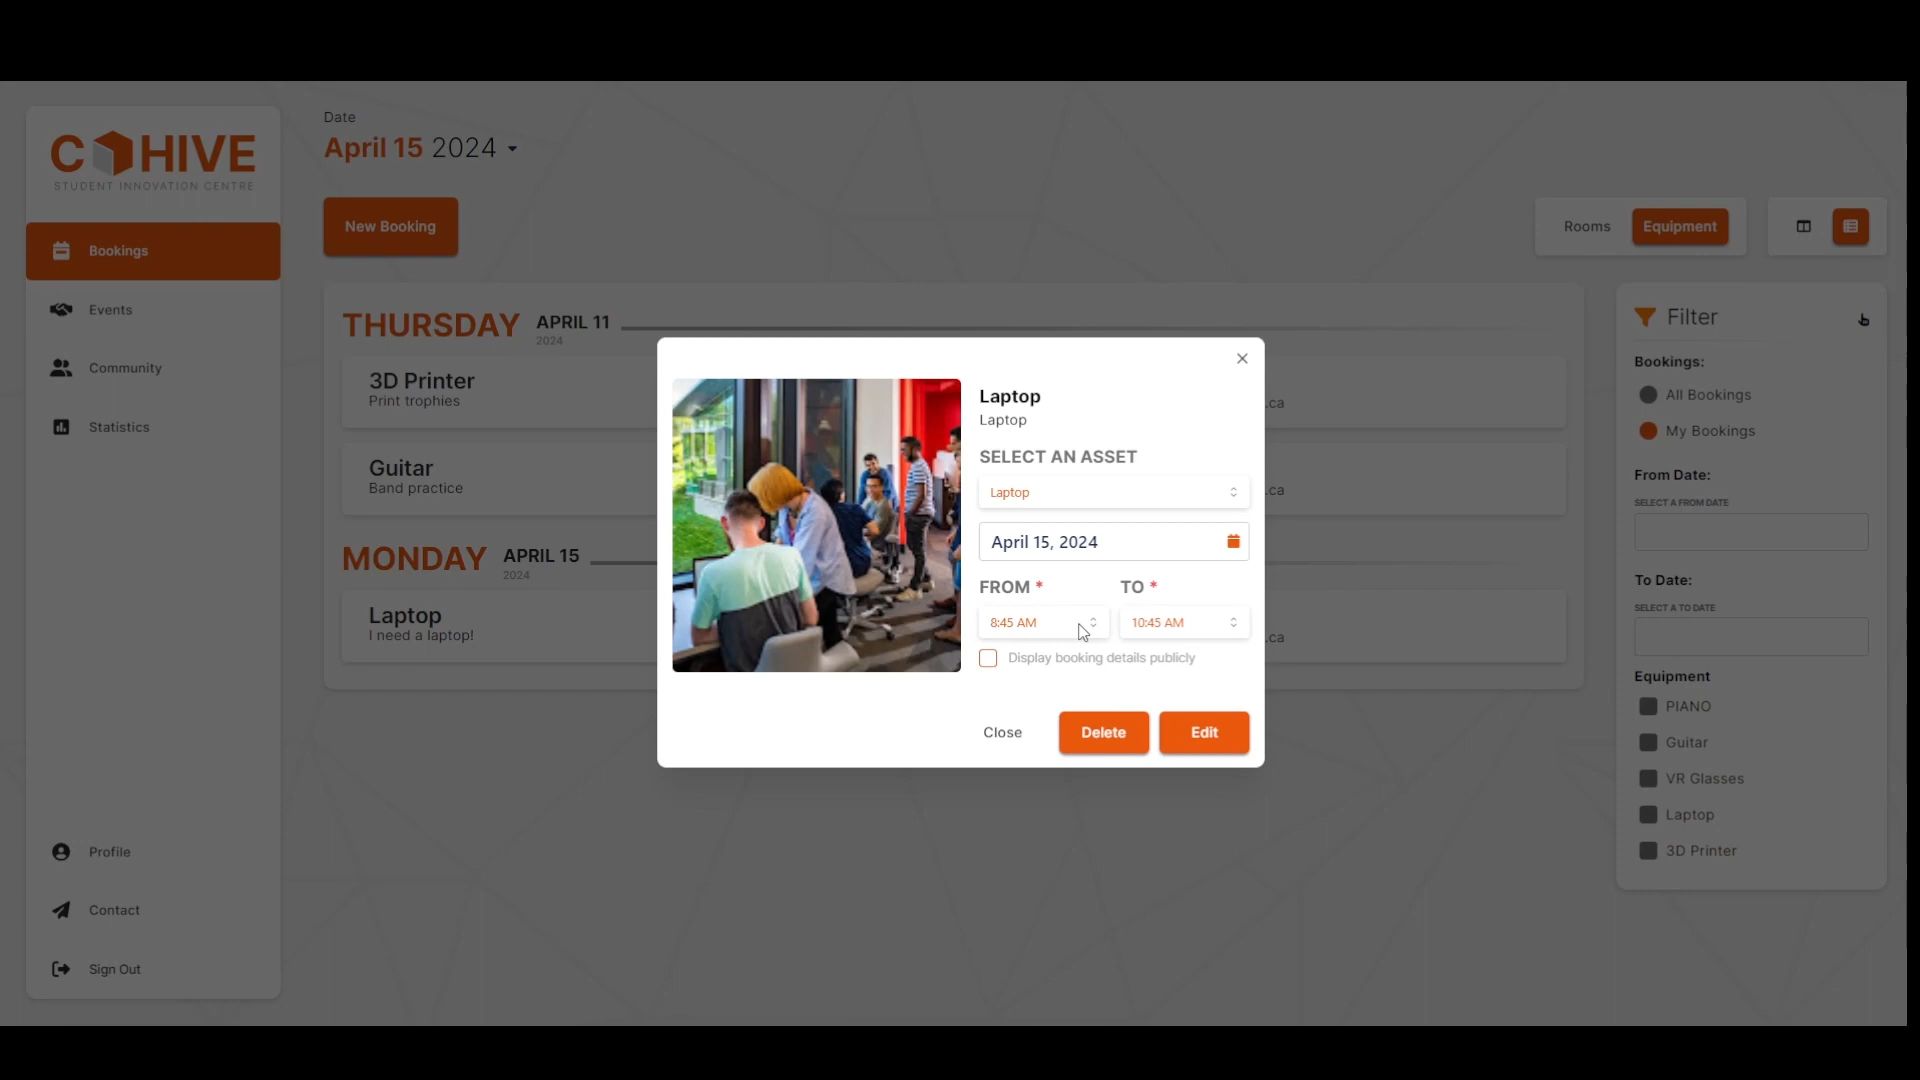 C HIVE
STUDENT INNOVATION CENTRE
Bookings
Events
Community
Statistics
Profile
Contact
Sign Out
Date
April 15 2024
New Booking
Rooms
Equipment
THURSDAY APRIL 11
2024
3D Printer
Print trophies
.ca
Guitar
Band practice
.ca
MONDAY APRIL 15
2024
Laptop
I need a laptop!
.ca
Laptop
Laptop
SELECT AN ASSET
Laptop
April 15, 2024
FROM * TO *
8:45 AM 10:45 AM
Display booking details publicly
Close Delete Edit
Filter
Bookings:
All Bookings
My Bookings
From Date:
SELECT A FROM DATE
To Date:
SELECT A TO DATE
Equipment
PIANO
Guitar
VR Glasses
Laptop
3D Printer